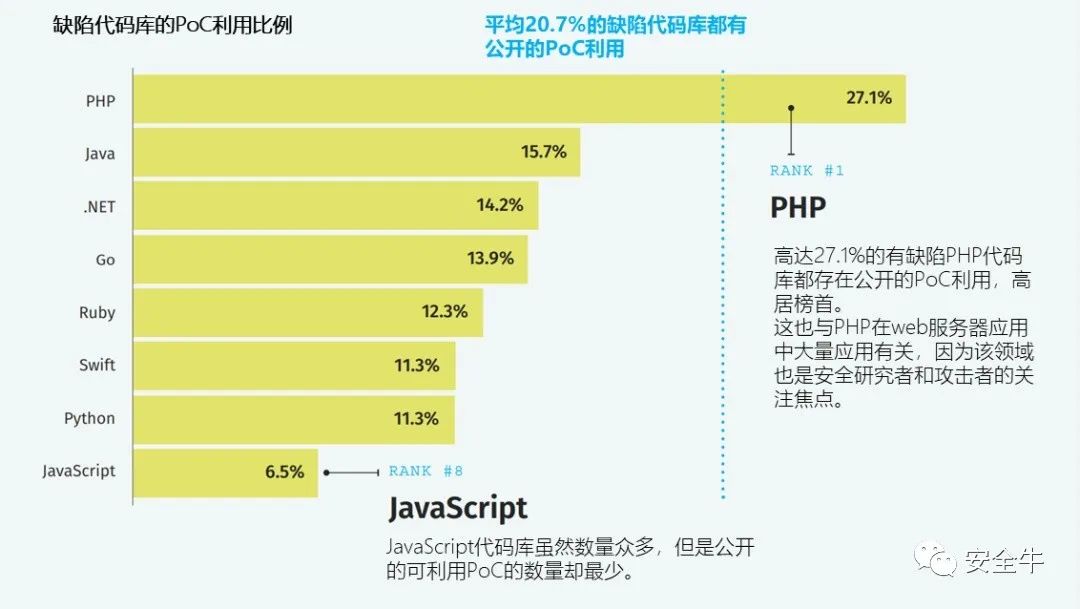 缺陷代码库的PoC利用比例
平均20.7%的缺陷代码库都有
公开的PoC利用
PHP
27.1%
Java
15.7%
.NET
14.2%
Go
13.9%
Ruby
12.3%
Swift
11.3%
Python
11.3%
JavaScript
6.5%
RANK #1
PHP
高达27.1%的有缺陷PHP代码
库都存在公开的PoC利用，高
居榜首。
这也与PHP在web服务器应用
中大量应用有关，因为该领域
也是安全研究者和攻击者的关
注焦点。
RANK #8
JavaScript
JavaScript代码库虽然数量众多，但是公开
的可利用PoC的数量却最少。
安全牛